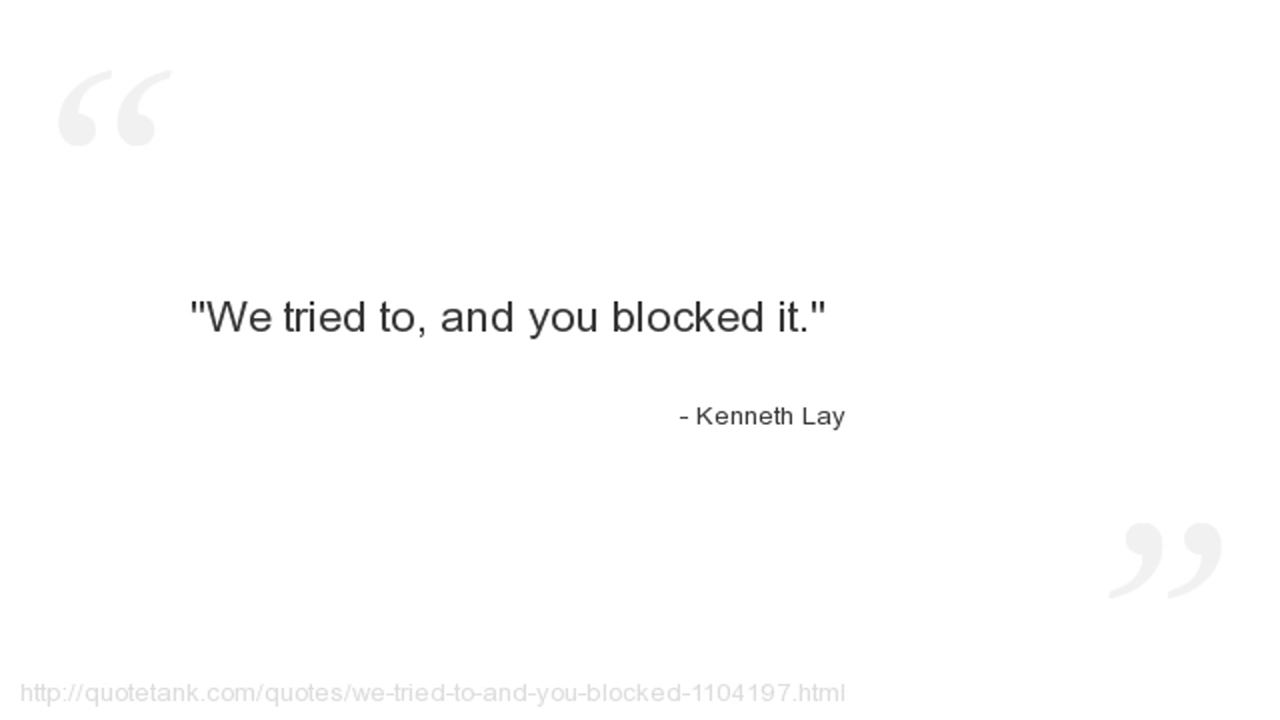 "We tried to, and you blocked it."
- Kenneth Lay
http://quotetank.com/quotes/we-tried-to-and-you-blocked-1104197.html